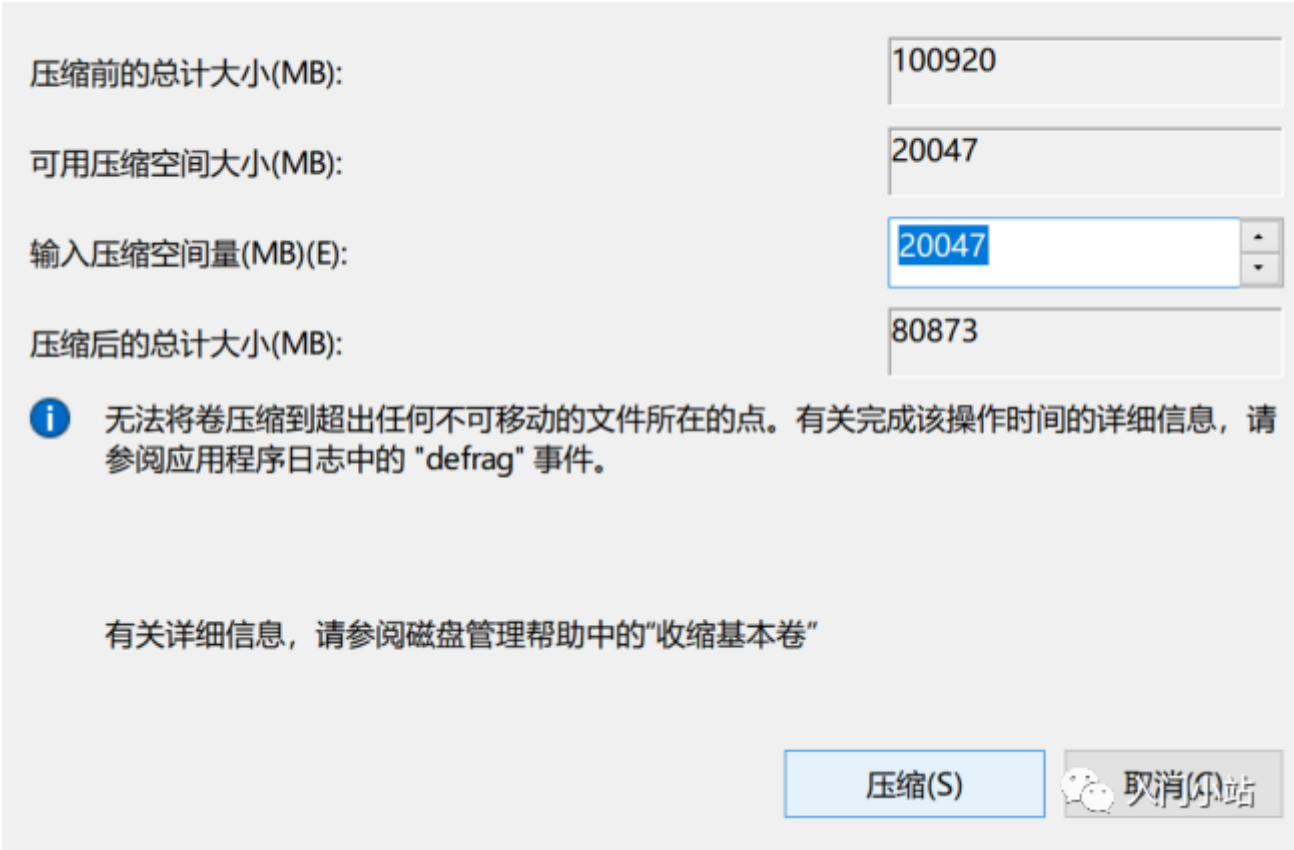 压缩前的总计大小(MB): 100920
可用压缩空间大小(MB): 20047
输入压缩空间量(MB)(E): 20047
压缩后的总计大小(MB): 80873
无法将卷压缩到超出任何不可移动的文件所在的点。有关完成该操作时间的详细信息，请
参阅应用程序日志中的 "defrag" 事件。
有关详细信息，请参阅磁盘管理帮助中的"收缩基本卷"
压缩(S) 取消(C)
入门小站